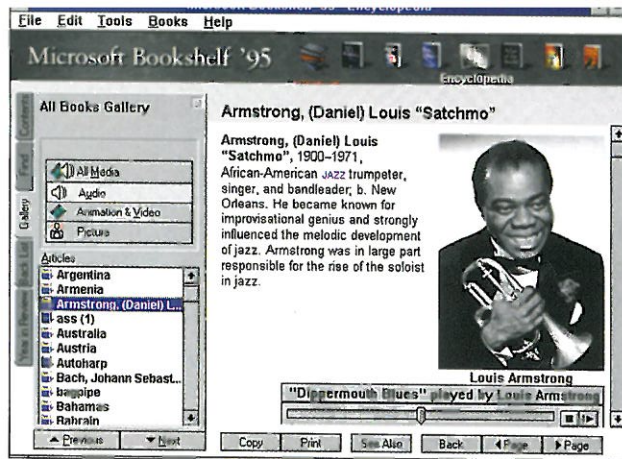 Microsoft Bookshelf '95 - Encyclopedia
File Edit Tools Books Help
Microsoft Bookshelf '95
Encyclopedia
Contents
Find
Gallery
Back List
Year in Review
All Books Gallery
All Media
Audio
Animation & Video
Picture
Articles
Argentina
Armenia
Armstrong, (Daniel) L...
ass (1)
Australia
Austria
Autoharp
Bach, Johann Sebast...
bagpipe
Bahamas
Bahrain
Previous Next
Armstrong, (Daniel) Louis "Satchmo"
Armstrong, (Daniel) Louis
"Satchmo", 1900–1971,
African-American JAZZ trumpeter,
singer, and bandleader; b. New
Orleans. He became known for
improvisational genius and strongly
influenced the melodic development
of jazz. Armstrong was in large part
responsible for the rise of the soloist
in jazz.
Louis Armstrong
"Dippermouth Blues" played by Louis Armstrong
Copy Print See Also Back Page Page